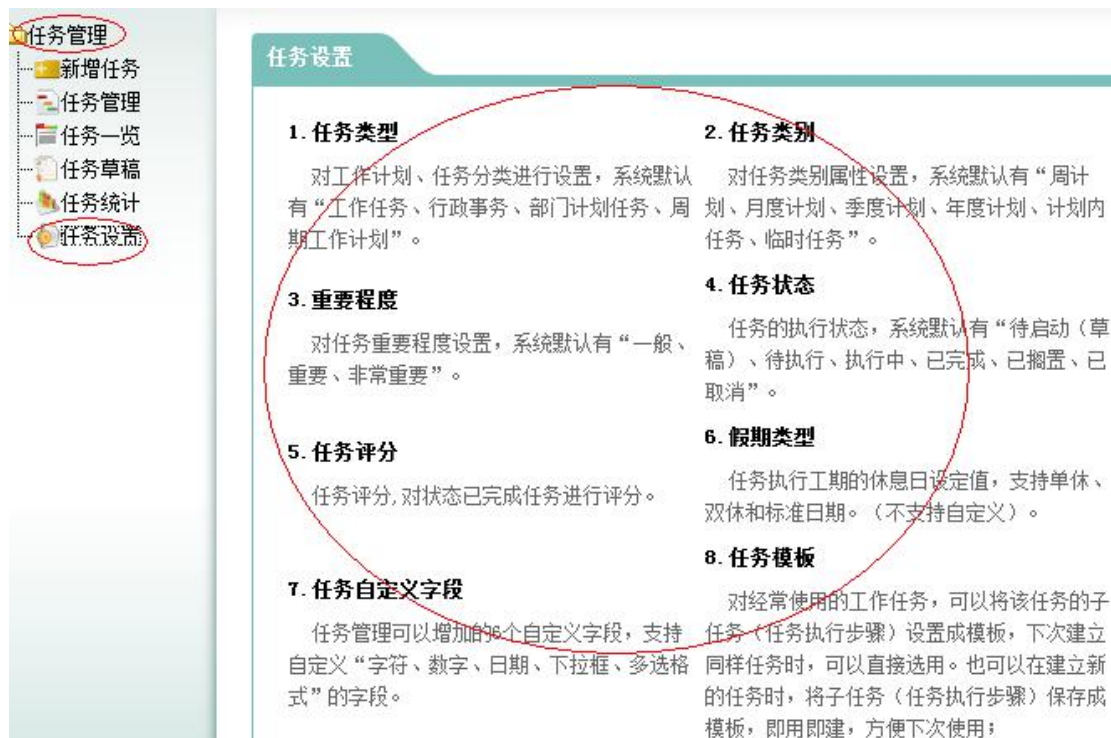 任务管理
新增任务
任务管理
任务一览
任务草稿
任务统计
任务设置
任务设置
1. 任务类型
对工作计划、任务分类进行设置，系统默认
有“工作任务、行政事务、部门计划任务、周
期工作计划”。
2. 任务类别
对任务类别属性设置，系统默认有“周计
划、月度计划、季度计划、年度计划、计划内
任务、临时任务”。
3. 重要程度
对任务重要程度设置，系统默认有“一般、
重要、非常重要”。
4. 任务状态
任务的执行状态，系统默认有“待启动（草
稿）、待执行、执行中、已完成、已搁置、已
取消”。
5. 任务评分
任务评分,对状态已完成任务进行评分。
6. 假期类型
任务执行工期的休息日设定值，支持单休、
双休和标准日期。（不支持自定义）。
7. 任务自定义字段
任务管理可以增加的6个自定义字段，支持
自定义“字符、数字、日期、下拉框、多选格
式”的字段。
8. 任务模板
对经常使用的工作任务，可以将该任务的子
任务（任务执行步骤）设置成模板，下次建立
同样任务时，可以直接选用。也可以在建立新
的任务时，将子任务（任务执行步骤）保存成
模板，即用即建，方便下次使用；